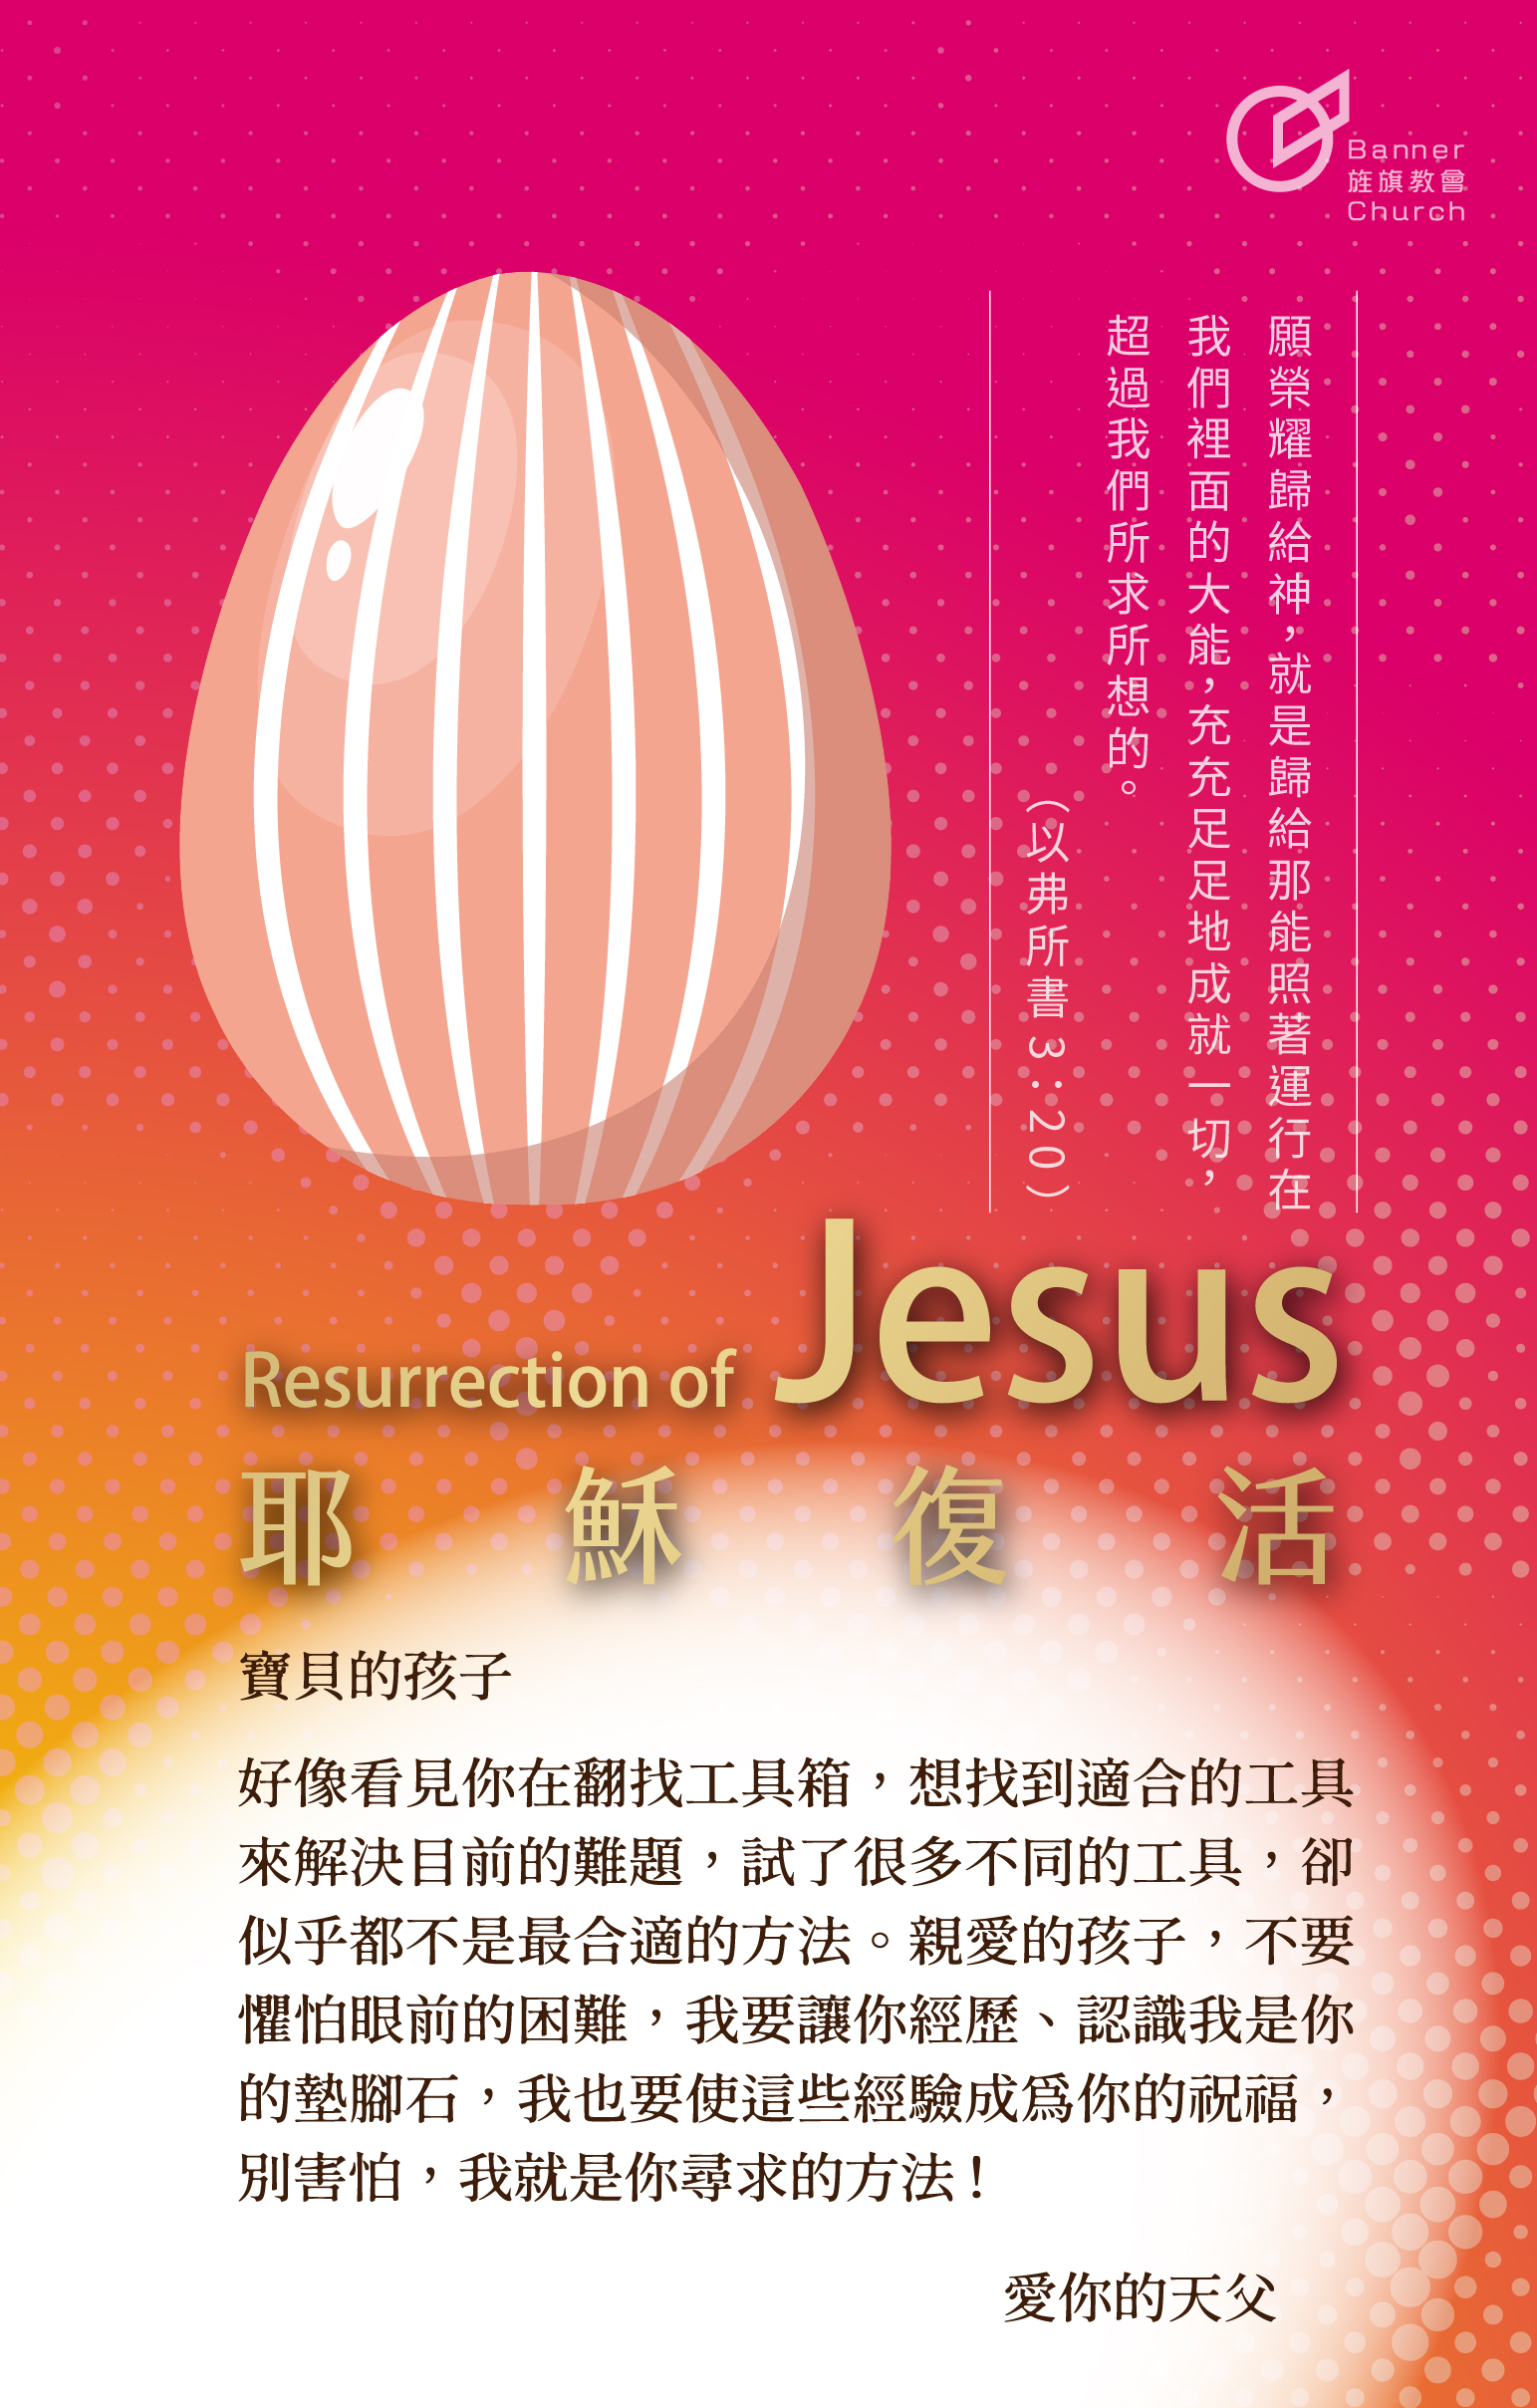 Banner
旌旗教會
Church
願榮耀歸給神，就是歸給那能照著運行在
我們裡面的大能，充充足足地成就一切，
超過我們所求所想的。
（以弗所書 3：20）
Resurrection of Jesus
耶穌復活
寶貝的孩子
好像看見你在翻找工具箱，想找到適合的工具
來解決目前的難題，試了很多不同的工具，卻
似乎都不是最合適的方法。親愛的孩子，不要
懼怕眼前的困難，我要讓你經歷、認識我是你
的墊腳石，我也要使這些經驗成爲你的祝福，
別害怕，我就是你尋求的方法！
愛你的天父